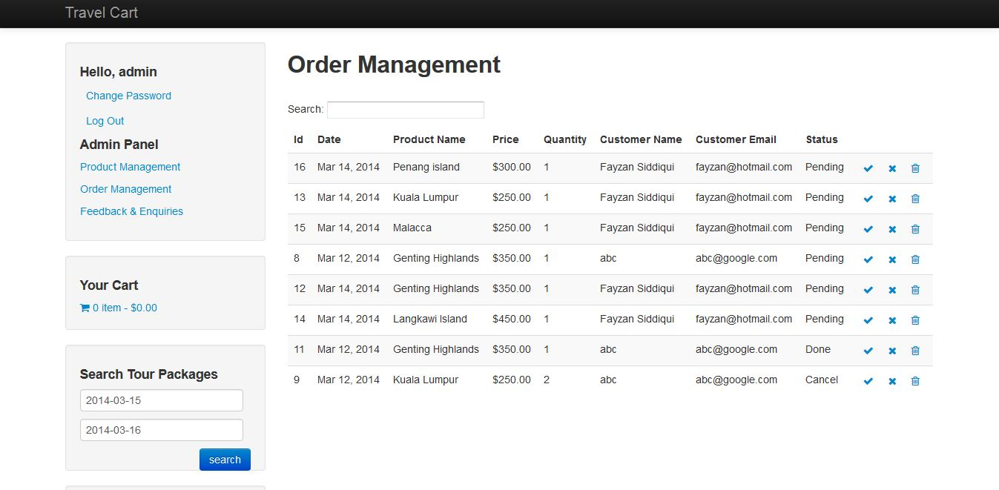 Travel Cart
Hello, admin
Change Password
Log Out
Admin Panel
Product Management
Order Management
Feedback & Enquiries
Your Cart
0 item - $0.00
Search Tour Packages
2014-03-15
2014-03-16
search
Order Management
Search:
Id Date Product Name Price Quantity Customer Name Customer Email Status
16 Mar 14, 2014 Penang island $300.00 1 Fayzan Siddiqui fayzan@hotmail.com Pending
13 Mar 14, 2014 Kuala Lumpur $250.00 1 Fayzan Siddiqui fayzan@hotmail.com Pending
15 Mar 14, 2014 Malacca $250.00 1 Fayzan Siddiqui fayzan@hotmail.com Pending
8 Mar 12, 2014 Genting Highlands $350.00 1 abc abc@google.com Pending
12 Mar 14, 2014 Genting Highlands $350.00 1 Fayzan Siddiqui fayzan@hotmail.com Pending
14 Mar 14, 2014 Langkawi Island $450.00 1 Fayzan Siddiqui fayzan@hotmail.com Pending
11 Mar 12, 2014 Genting Highlands $350.00 1 abc abc@google.com Done
9 Mar 12, 2014 Kuala Lumpur $250.00 2 abc abc@google.com Cancel